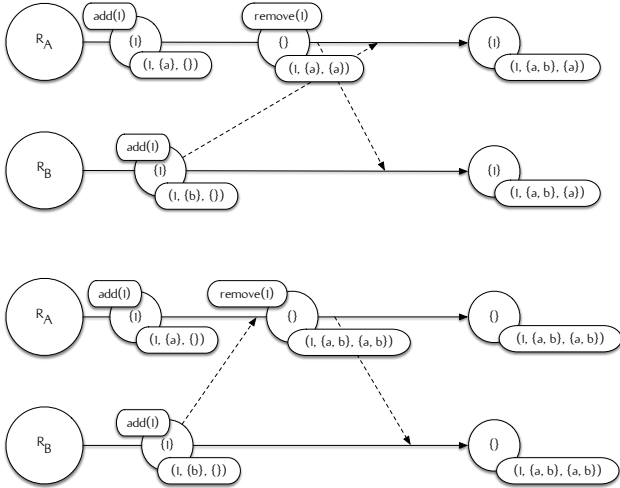 add(1) remove(1)
R_A {1} {} {1}
(1, {a}, {}) (1, {a}, {a}) (1, {a, b}, {a})
add(1)
R_B {1} {1}
(1, {b}, {}) (1, {a, b}, {a})
add(1) remove(1)
R_A {1} {} {}
(1, {a}, {}) (1, {a, b}, {a, b}) (1, {a, b}, {a, b})
add(1)
R_B {1} {}
(1, {b}, {}) (1, {a, b}, {a, b})